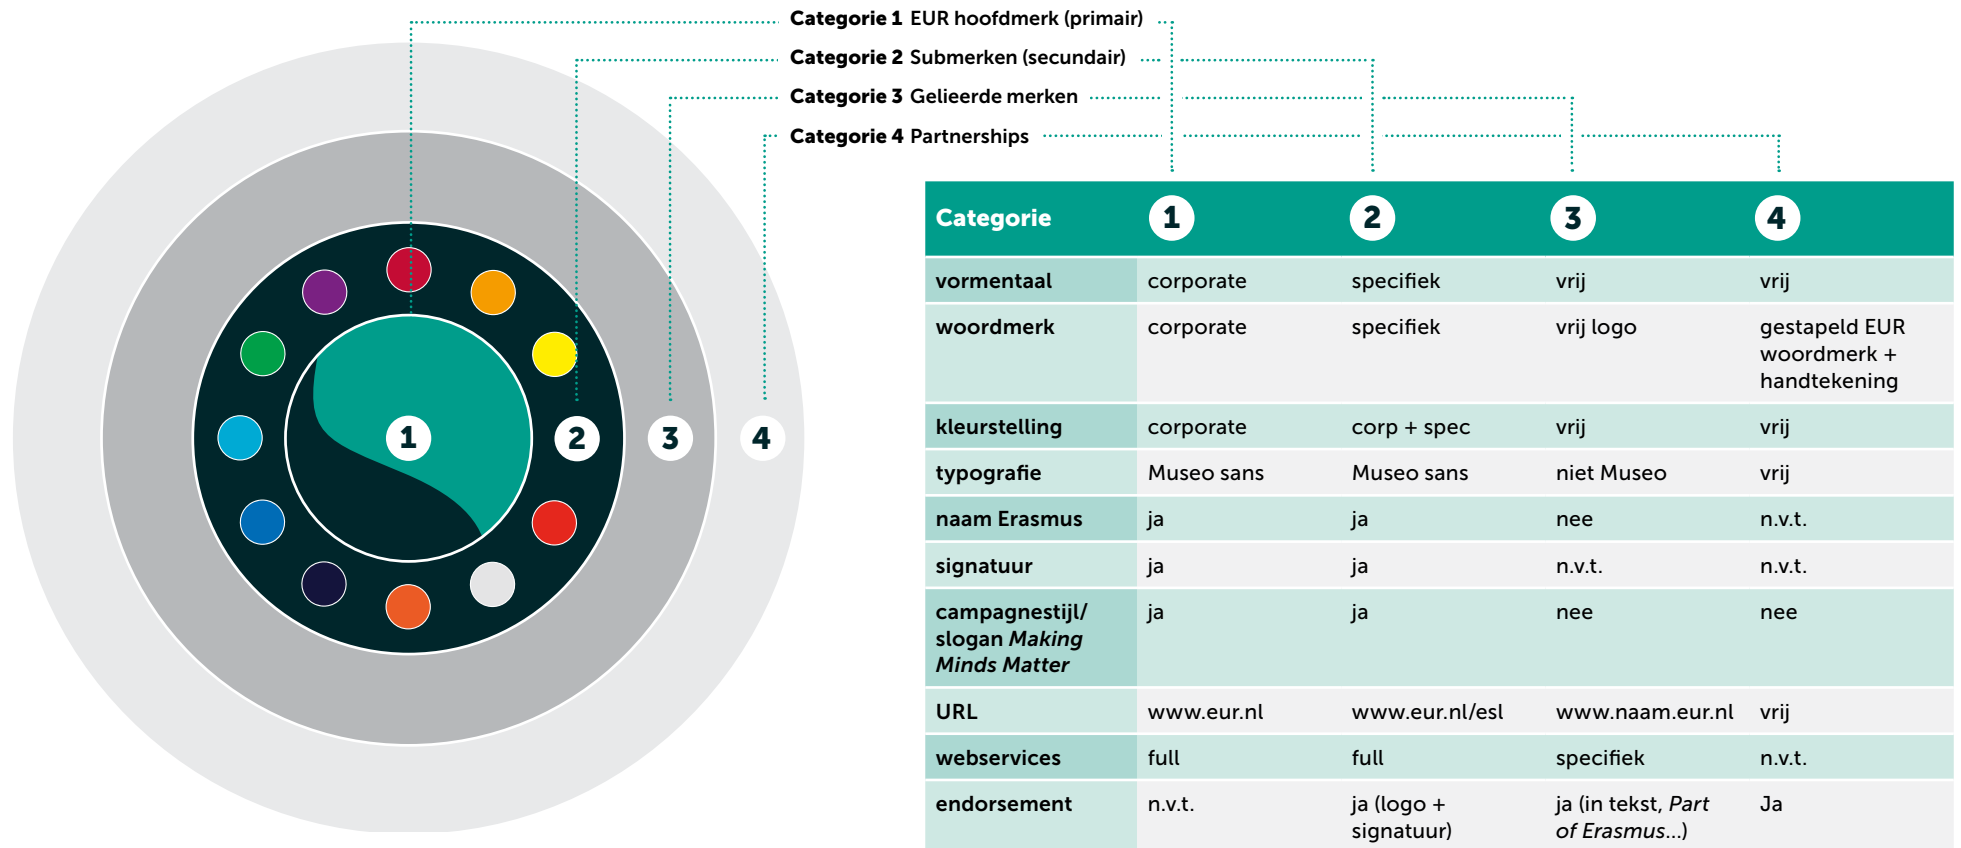 Categorie 1 EUR hoofdmerk (primair)
Categorie 2 Submerken (secundair)
Categorie 3 Gelieerde merken
Categorie 4 Partnerships
1
2
3
4
Categorie 1 2 3 4
vormentaal corporate specifiek vrij vrij
woordmerk corporate specifiek vrij logo gestapeld EUR
woordmerk +
handtekening
kleurstelling corporate corp + spec vrij vrij
typografie Museo sans Museo sans niet Museo vrij
naam Erasmus ja ja nee n.v.t.
signatuur ja ja n.v.t. n.v.t.
campagnestijl/ ja ja nee nee
slogan Making
Minds Matter
URL www.eur.nl www.eur.nl/esl www.naam.eur.nl vrij
webservices full full specifiek n.v.t.
endorsement n.v.t. ja (logo + ja (in tekst, Part Ja
signatuur) of Erasmus...)